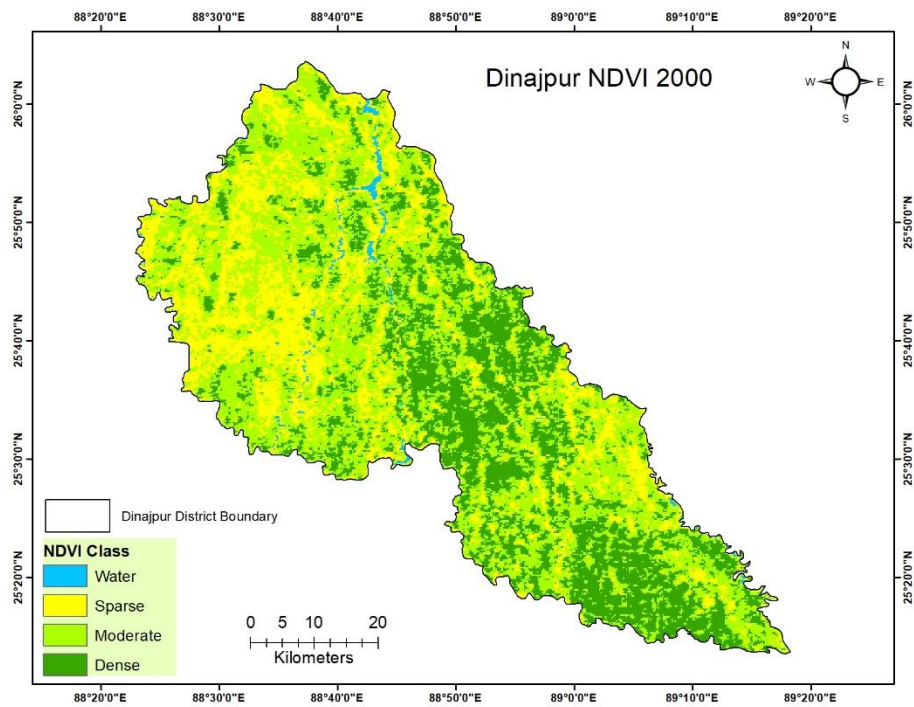 88°20'0"E 88°30'0"E 88°40'0"E 88°50'0"E 89°0'0"E 89°10'0"E 89°20'0"E
Dinajpur NDVI 2000
N
W E
S
26°0'0"N 26°0'0"N
25°50'0"N 25°50'0"N
25°40'0"N 25°40'0"N
25°30'0"N 25°30'0"N
25°20'0"N 25°20'0"N
Dinajpur District Boundary
NDVI Class
Water
Sparse
Moderate
Dense
0 5 10 20
Kilometers
88°20'0"E 88°30'0"E 88°40'0"E 88°50'0"E 89°0'0"E 89°10'0"E 89°20'0"E